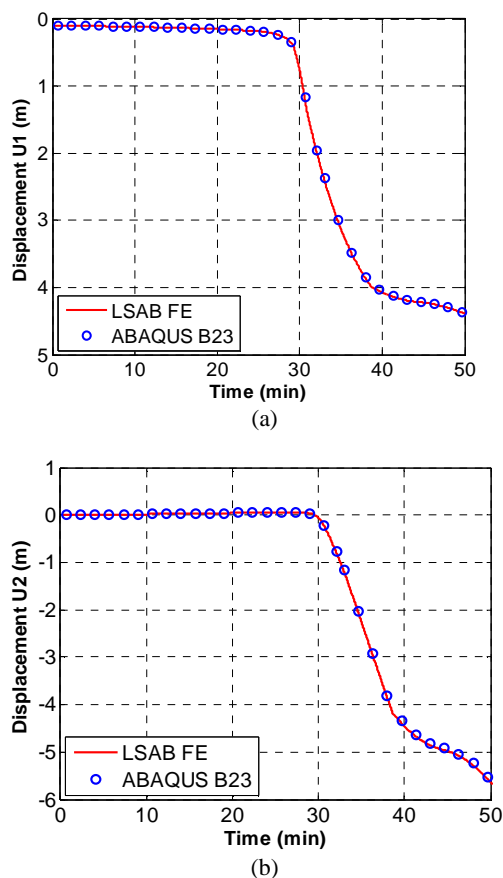 0
1
2
3
4
5
Displacement U1 (m)
LSAB FE
ABAQUS B23
0 10 20 30 40 50
Time (min)
(a)
1
0
-1
-2
-3
-4
-5
-6
Displacement U2 (m)
LSAB FE
ABAQUS B23
0 10 20 30 40 50
Time (min)
(b)